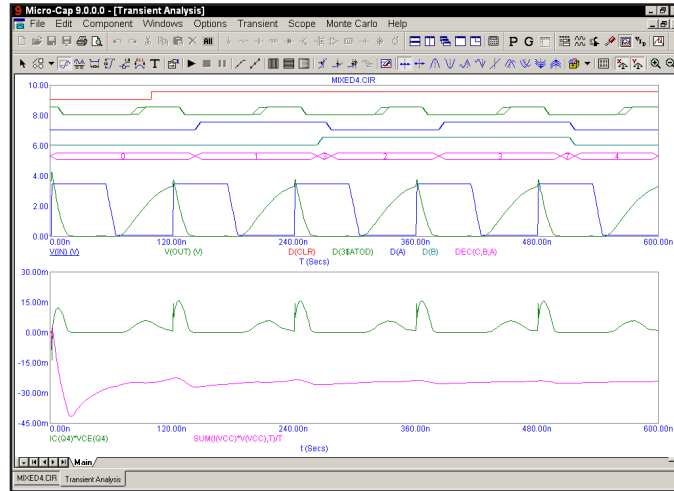 9 Micro-Cap 9.0.0.0 - [Transient Analysis]
File Edit Component Windows Options Transient Scope Monte Carlo Help
All P G
T
MIXED4.CIR
10.00
8.00
6.00
0 1 3 2 3 7 4
4.00
2.00
0.00
0.00n 120.00n 240.00n 360.00n 480.00n 600.00n
V(IN) (V) V(OUT) (V) D(CLR) D(3$ATOD) D(A) D(B) DEC(C,B,A)
T (Secs)
30.00m
15.00m
0.00m
-15.00m
-30.00m
-45.00m
0.00n 120.00n 240.00n 360.00n 480.00n 600.00n
IC(Q4)*VCE(Q4) SUM(I(VCC)*V(VCC),T)/T
t (Secs)
Main
MIXED4.CIR Transient Analysis